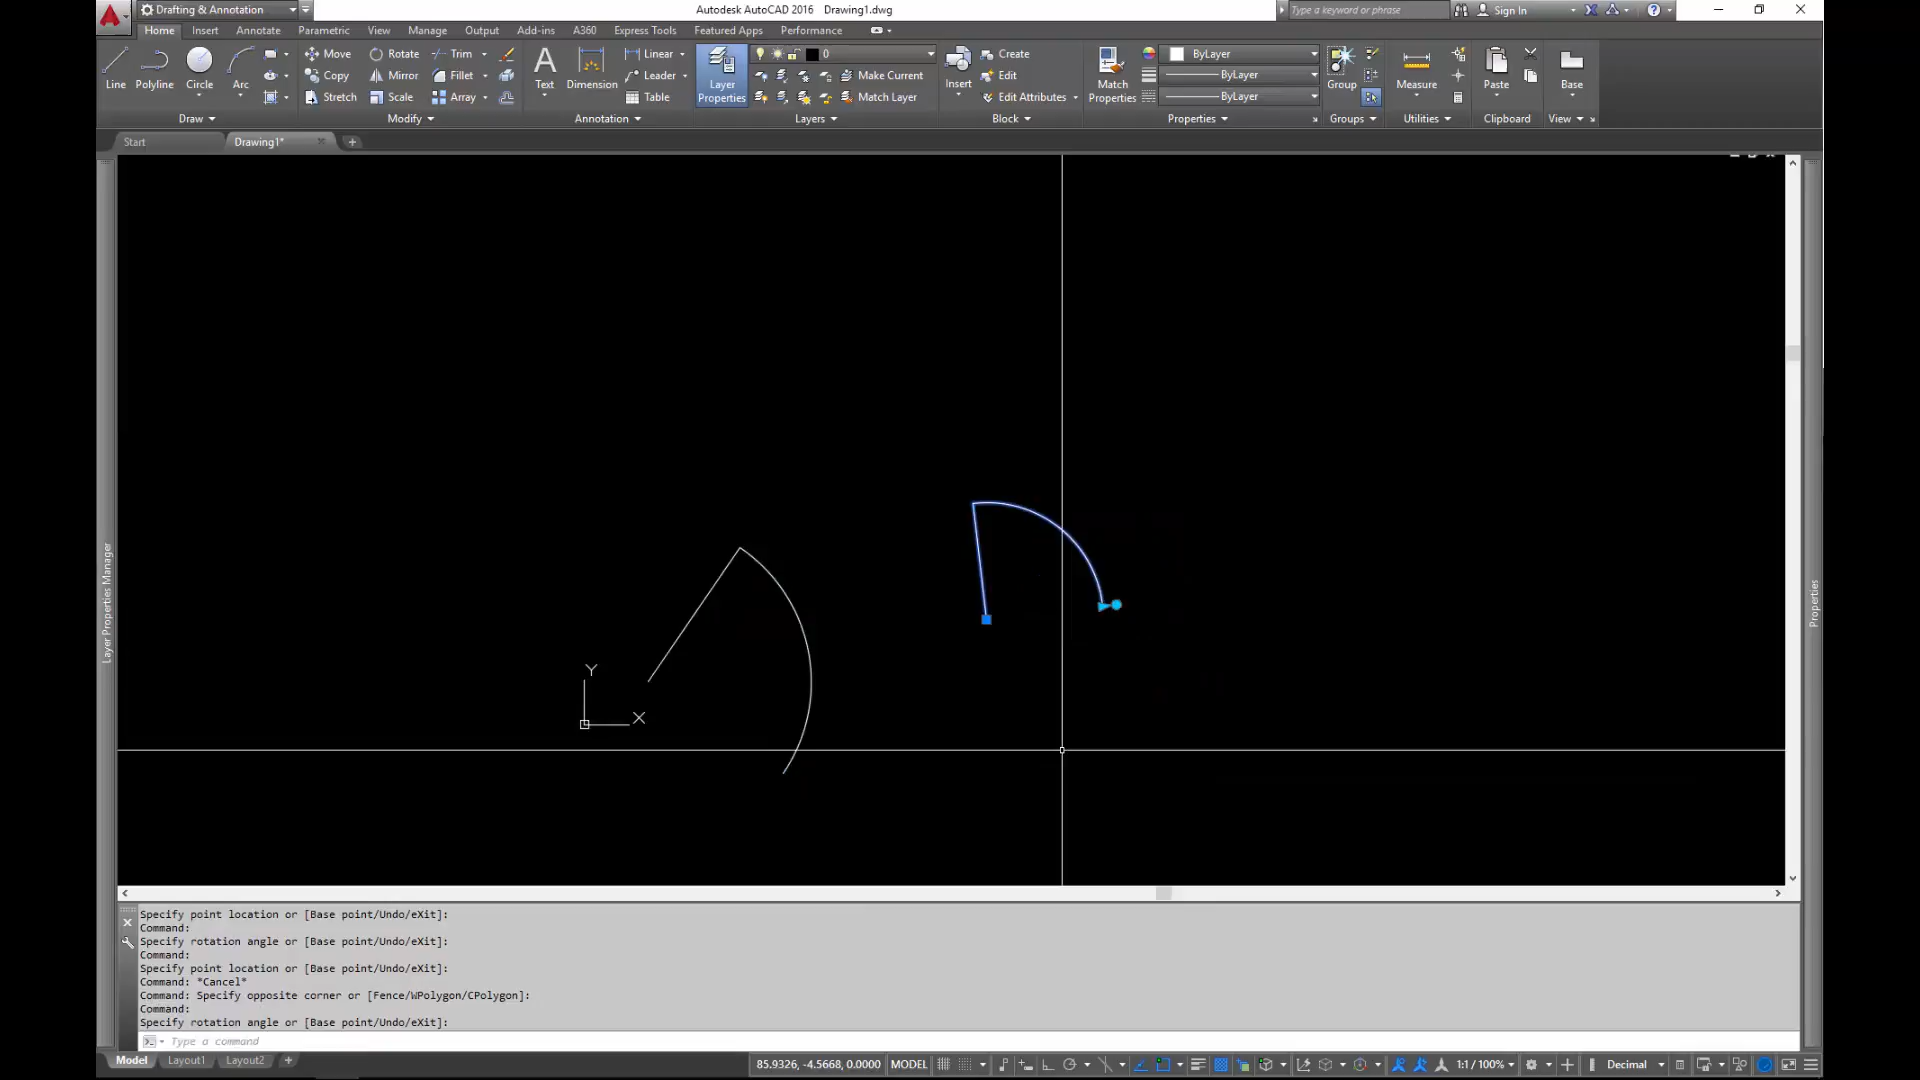 Drafting & Annotation
Autodesk AutoCAD 2016 Drawing1.dwg
Type a keyword or phrase
Sign In
Home Insert Annotate Parametric View Manage Output Add-ins A360 Express Tools Featured Apps Performance
Line
Polyline
Circle
Arc
Move
Copy
Stretch
Rotate
Mirror
Scale
Trim
Fillet
Array
Text
Dimension
Linear
Leader
Table
Layer
Properties
0
Make Current
Match Layer
Insert
Create
Edit
Edit Attributes
Match
Properties
ByLayer
ByLayer
ByLayer
Group
Measure
Paste
Base
Draw Modify Annotation Layers Block Properties Groups Utilities Clipboard View
Start
Drawing1*
Layer Properties Manager
Properties
Y
X
Specify point location or [Base point/Undo/eXit]:
Command:
Specify rotation angle or [Base point/Undo/eXit]:
Command:
Specify point location or [Base point/Undo/eXit]:
Command: *Cancel*
Command: Specify opposite corner or [Fence/WPolygon/CPolygon]:
Command:
Specify rotation angle or [Base point/Undo/eXit]:
Type a command
Model Layout1 Layout2 +
85.9326, -4.5668, 0.0000 MODEL 1:1 / 100% Decimal